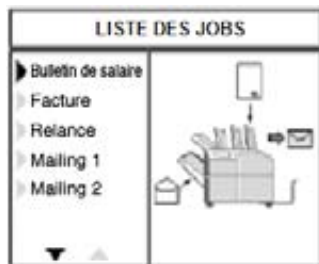 LISTE DES JOBS
Bulletin de salaire
Facture
Relance
Mailing 1
Mailing 2